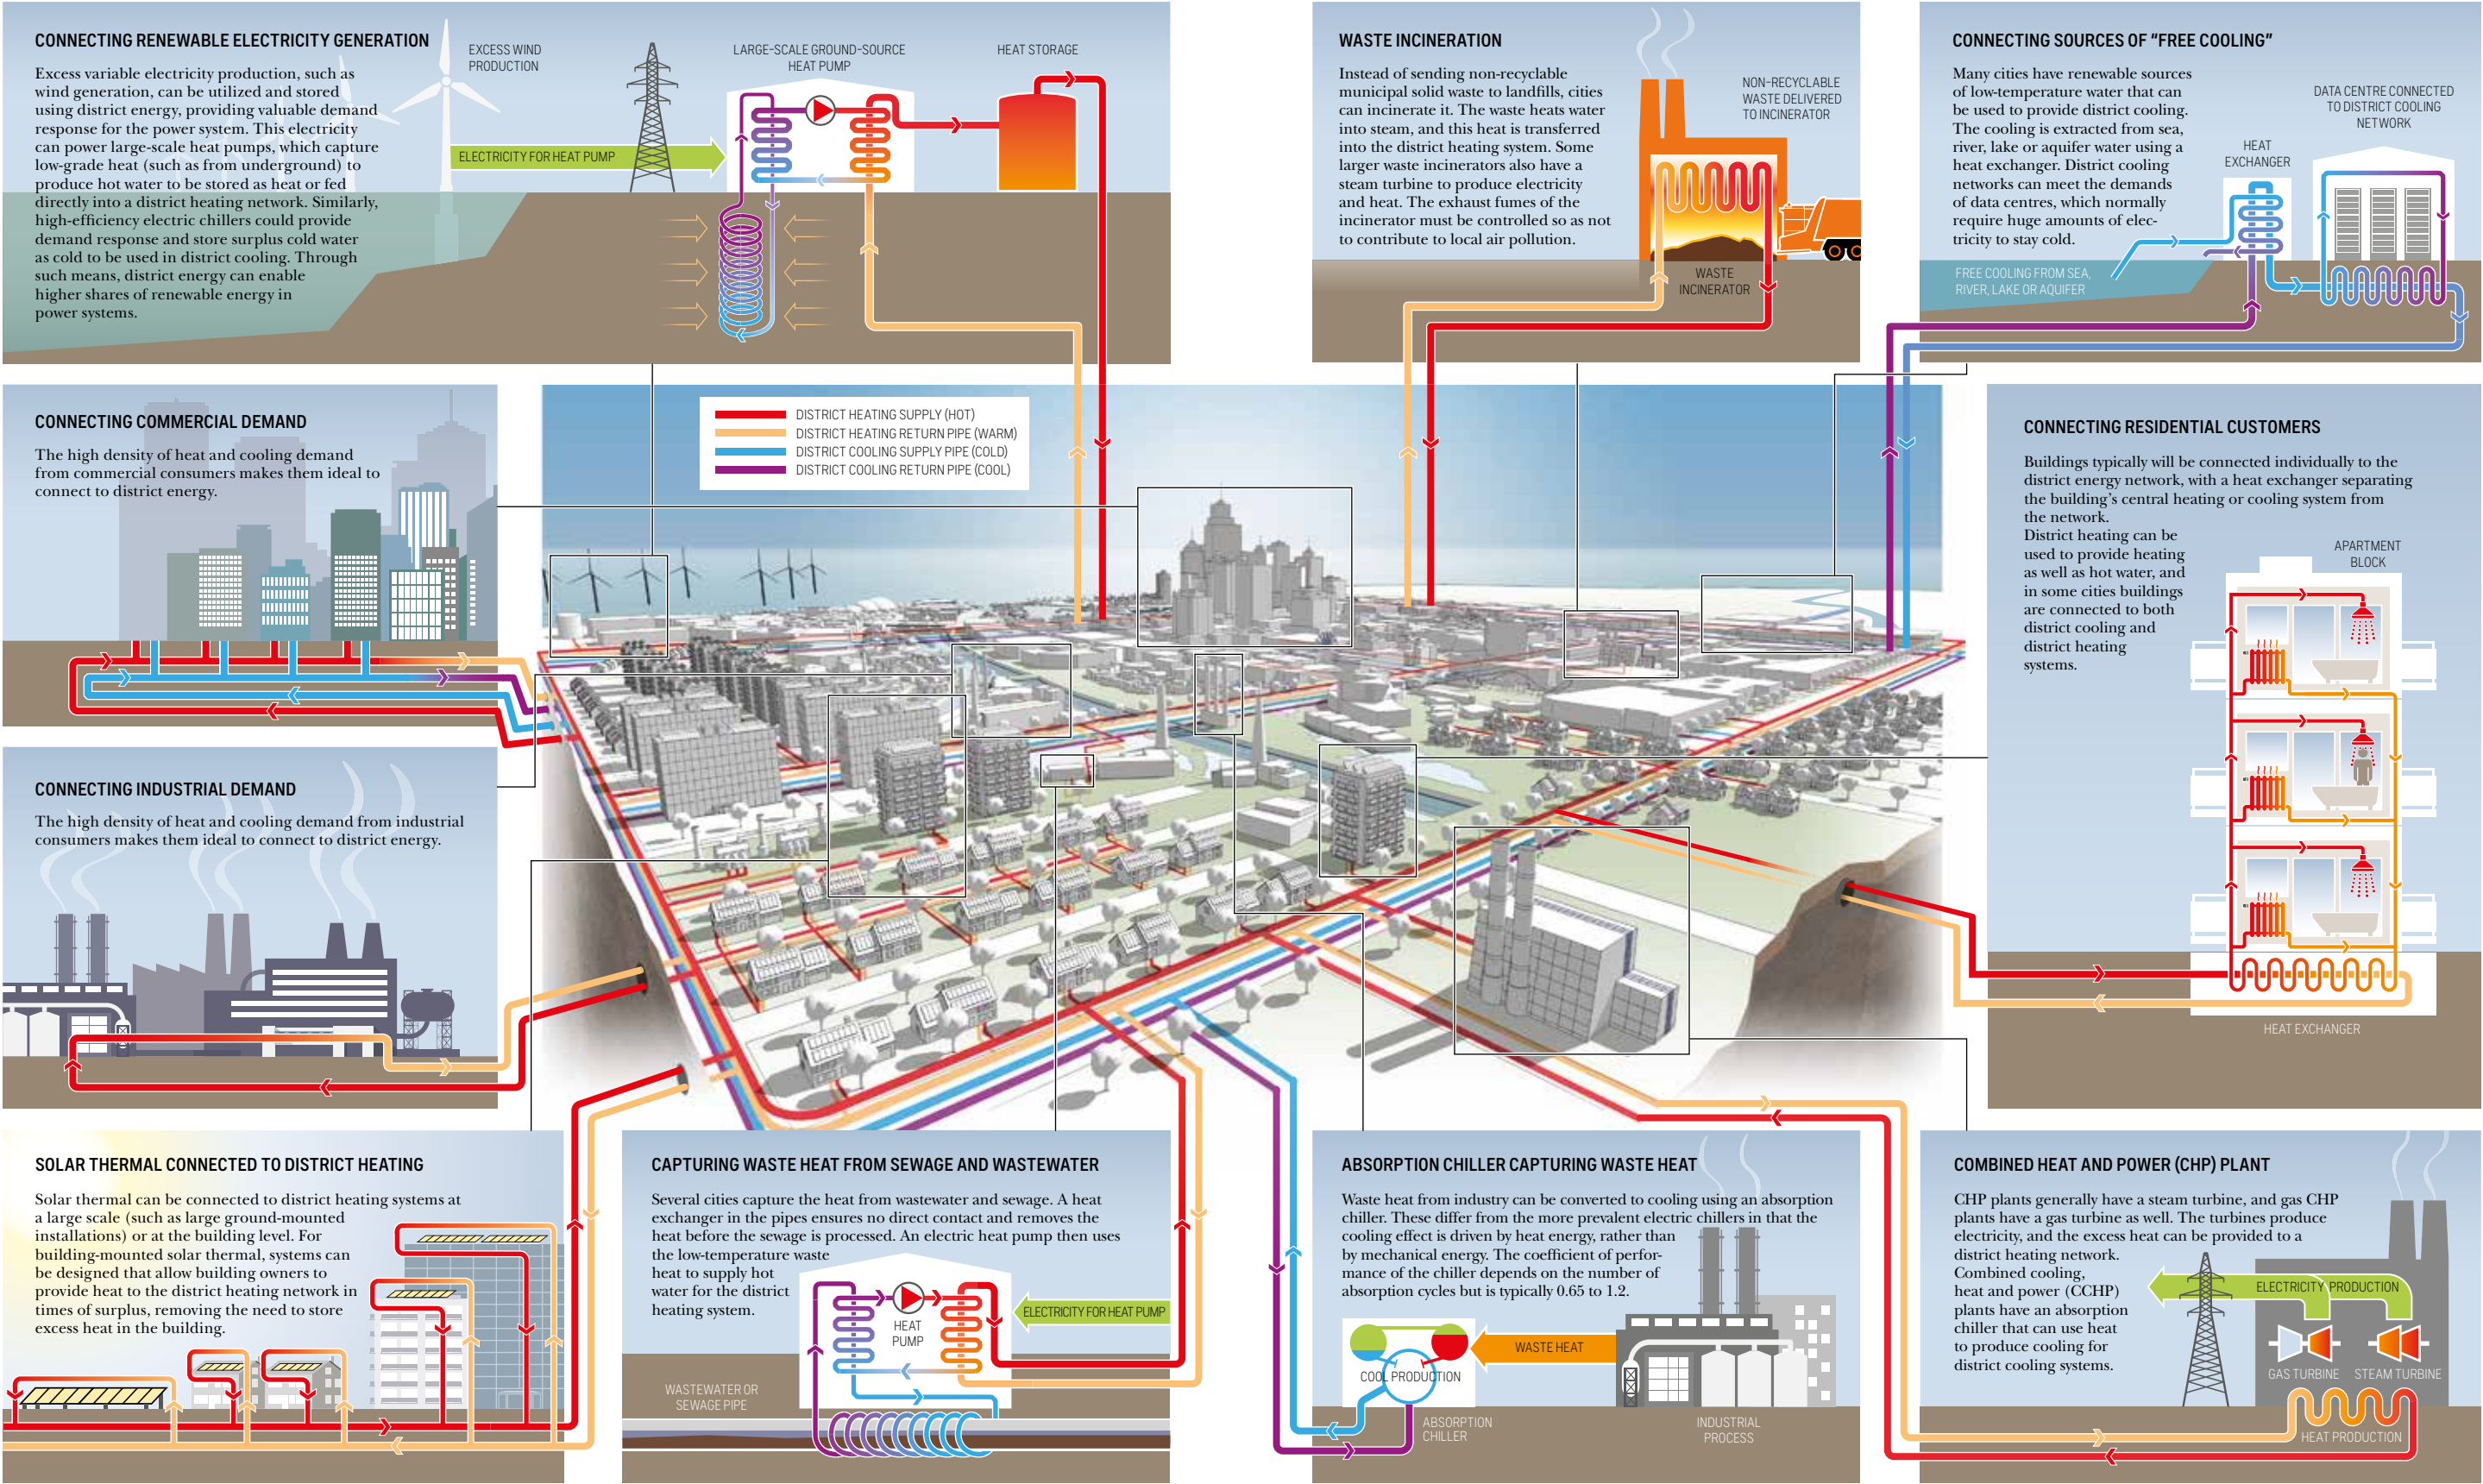 CONNECTING RENEWABLE ELECTRICITY GENERATION
Excess variable electricity production, such as
wind generation, can be utilized and stored
using district energy, providing valuable demand
response for the power system. This electricity
can power large-scale heat pumps, which capture
low-grade heat (such as from underground) to
produce hot water to be stored as heat or fed
directly into a district heating network. Similarly,
high-efficiency electric chillers could provide
demand response and store surplus cold water
as cold to be used in district cooling. Through
such means, district energy can enable
higher shares of renewable energy in
power systems.
EXCESS WIND
PRODUCTION
ELECTRICITY FOR HEAT PUMP
LARGE-SCALE GROUND-SOURCE
HEAT PUMP
HEAT STORAGE
WASTE INCINERATION
Instead of sending non-recyclable
municipal solid waste to landfills, cities
can incinerate it. The waste heats water
into steam, and this heat is transferred
into the district heating system. Some
larger waste incinerators also have a
steam turbine to produce electricity
and heat. The exhaust fumes of the
incinerator must be controlled so as not
to contribute to local air pollution.
NON-RECYCLABLE
WASTE DELIVERED
TO INCINERATOR
WASTE
INCINERATOR
CONNECTING SOURCES OF “FREE COOLING”
Many cities have renewable sources
of low-temperature water that can
be used to provide district cooling.
The cooling is extracted from sea,
river, lake or aquifer water using a
heat exchanger. District cooling
networks can meet the demands
of data centres, which normally
require huge amounts of elec-
tricity to stay cold.
DATA CENTRE CONNECTED
TO DISTRICT COOLING
NETWORK
HEAT
EXCHANGER
FREE COOLING FROM SEA,
RIVER, LAKE OR AQUIFER
CONNECTING COMMERCIAL DEMAND
The high density of heat and cooling demand
from commercial consumers makes them ideal to
connect to district energy.
DISTRICT HEATING SUPPLY (HOT)
DISTRICT HEATING RETURN PIPE (WARM)
DISTRICT COOLING SUPPLY PIPE (COLD)
DISTRICT COOLING RETURN PIPE (COOL)
CONNECTING RESIDENTIAL CUSTOMERS
Buildings typically will be connected individually to the
district energy network, with a heat exchanger separating
the building’s central heating or cooling system from
the network.
District heating can be
used to provide heating
as well as hot water, and
in some cities buildings
are connected to both
district cooling and
district heating
systems.
APARTMENT
BLOCK
HEAT EXCHANGER
CONNECTING INDUSTRIAL DEMAND
The high density of heat and cooling demand from industrial
consumers makes them ideal to connect to district energy.
SOLAR THERMAL CONNECTED TO DISTRICT HEATING
Solar thermal can be connected to district heating systems at
a large scale (such as large ground-mounted
installations) or at the building level. For
building-mounted solar thermal, systems can
be designed that allow building owners to
provide heat to the district heating network in
times of surplus, removing the need to store
excess heat in the building.
CAPTURING WASTE HEAT FROM SEWAGE AND WASTEWATER
Several cities capture the heat from wastewater and sewage. A heat
exchanger in the pipes ensures no direct contact and removes the
heat before the sewage is processed. An electric heat pump then uses
the low-temperature waste
heat to supply hot
water for the district
heating system.
HEAT
PUMP
ELECTRICITY FOR HEAT PUMP
WASTEWATER OR
SEWAGE PIPE
ABSORPTION CHILLER CAPTURING WASTE HEAT
Waste heat from industry can be converted to cooling using an absorption
chiller. These differ from the more prevalent electric chillers in that the
cooling effect is driven by heat energy, rather than
by mechanical energy. The coefficient of perfor-
mance of the chiller depends on the number of
absorption cycles but is typically 0.65 to 1.2.
COOL PRODUCTION
WASTE HEAT
ABSORPTION
CHILLER
INDUSTRIAL
PROCESS
COMBINED HEAT AND POWER (CHP) PLANT
CHP plants generally have a steam turbine, and gas CHP
plants have a gas turbine as well. The turbines produce
electricity, and the excess heat can be provided to a
district heating network.
Combined cooling,
heat and power (CCHP)
plants have an absorption
chiller that can use heat
to produce cooling for
district cooling systems.
ELECTRICITY PRODUCTION
GAS TURBINE
STEAM TURBINE
HEAT PRODUCTION